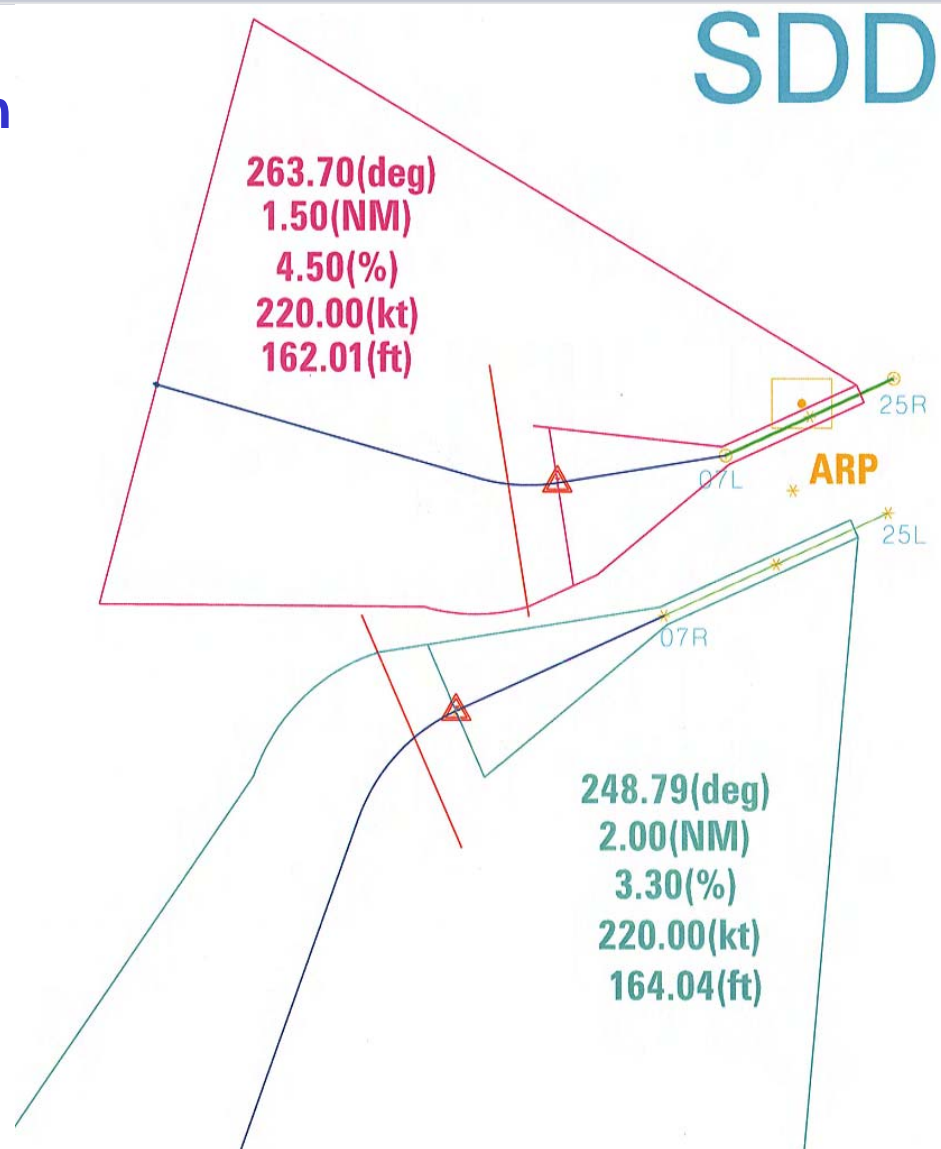 SDD
263.70(deg)
1.50(NM)
4.50(%)
220.00(kt)
162.01(ft)
25R
07L
ARP
25L
07R
248.79(deg)
2.00(NM)
3.30(%)
220.00(kt)
164.04(ft)